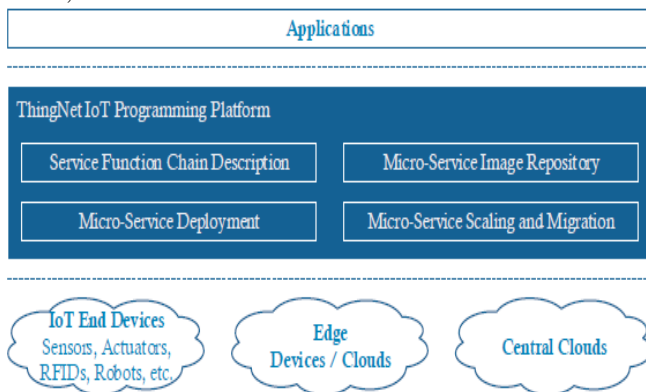 Applications
ThingNet IoT Programming Platform
Service Function Chain Description
Micro-Service Image Repository
Micro-Service Deployment
Micro-Service Scaling and Migration
IoT End Devices
Sensors, Actuators,
RFIDs, Robots, etc.
Edge
Devices / Clouds
Central Clouds